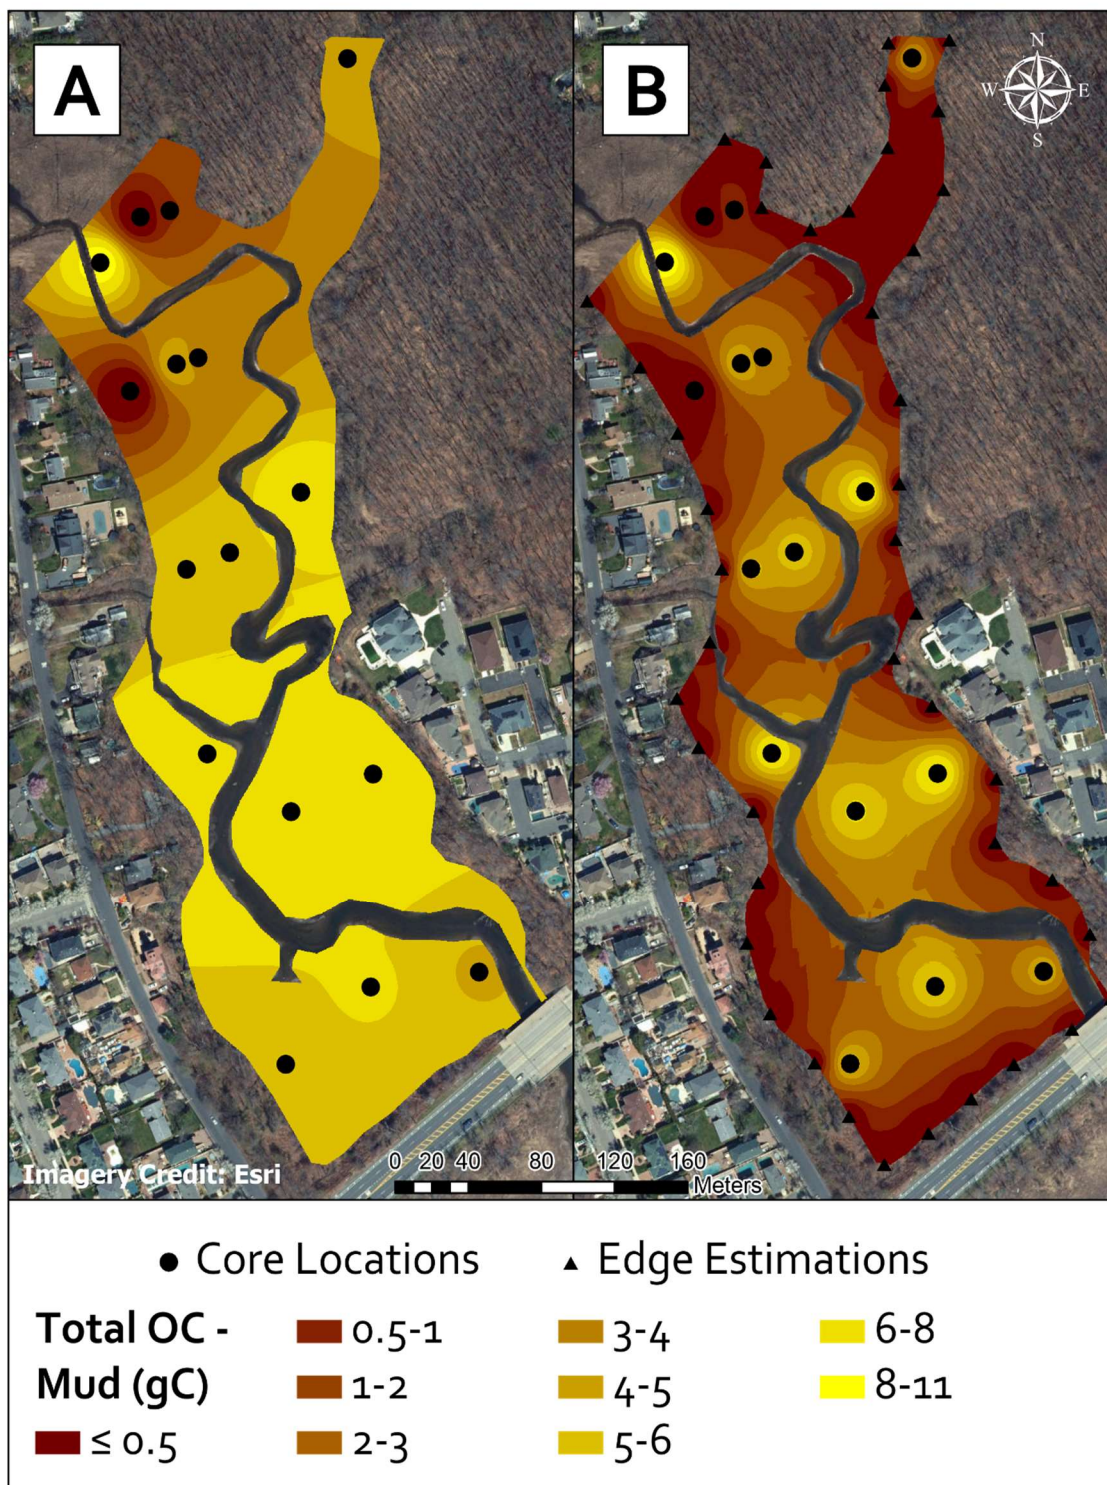 A
B
N
W E
S
Imagery Credit: Esri
0 20 40 80 120 160
Meters
Core Locations
Edge Estimations
Total OC -
Mud (gC)
≤ 0.5
0.5-1
1-2
2-3
3-4
4-5
5-6
6-8
8-11